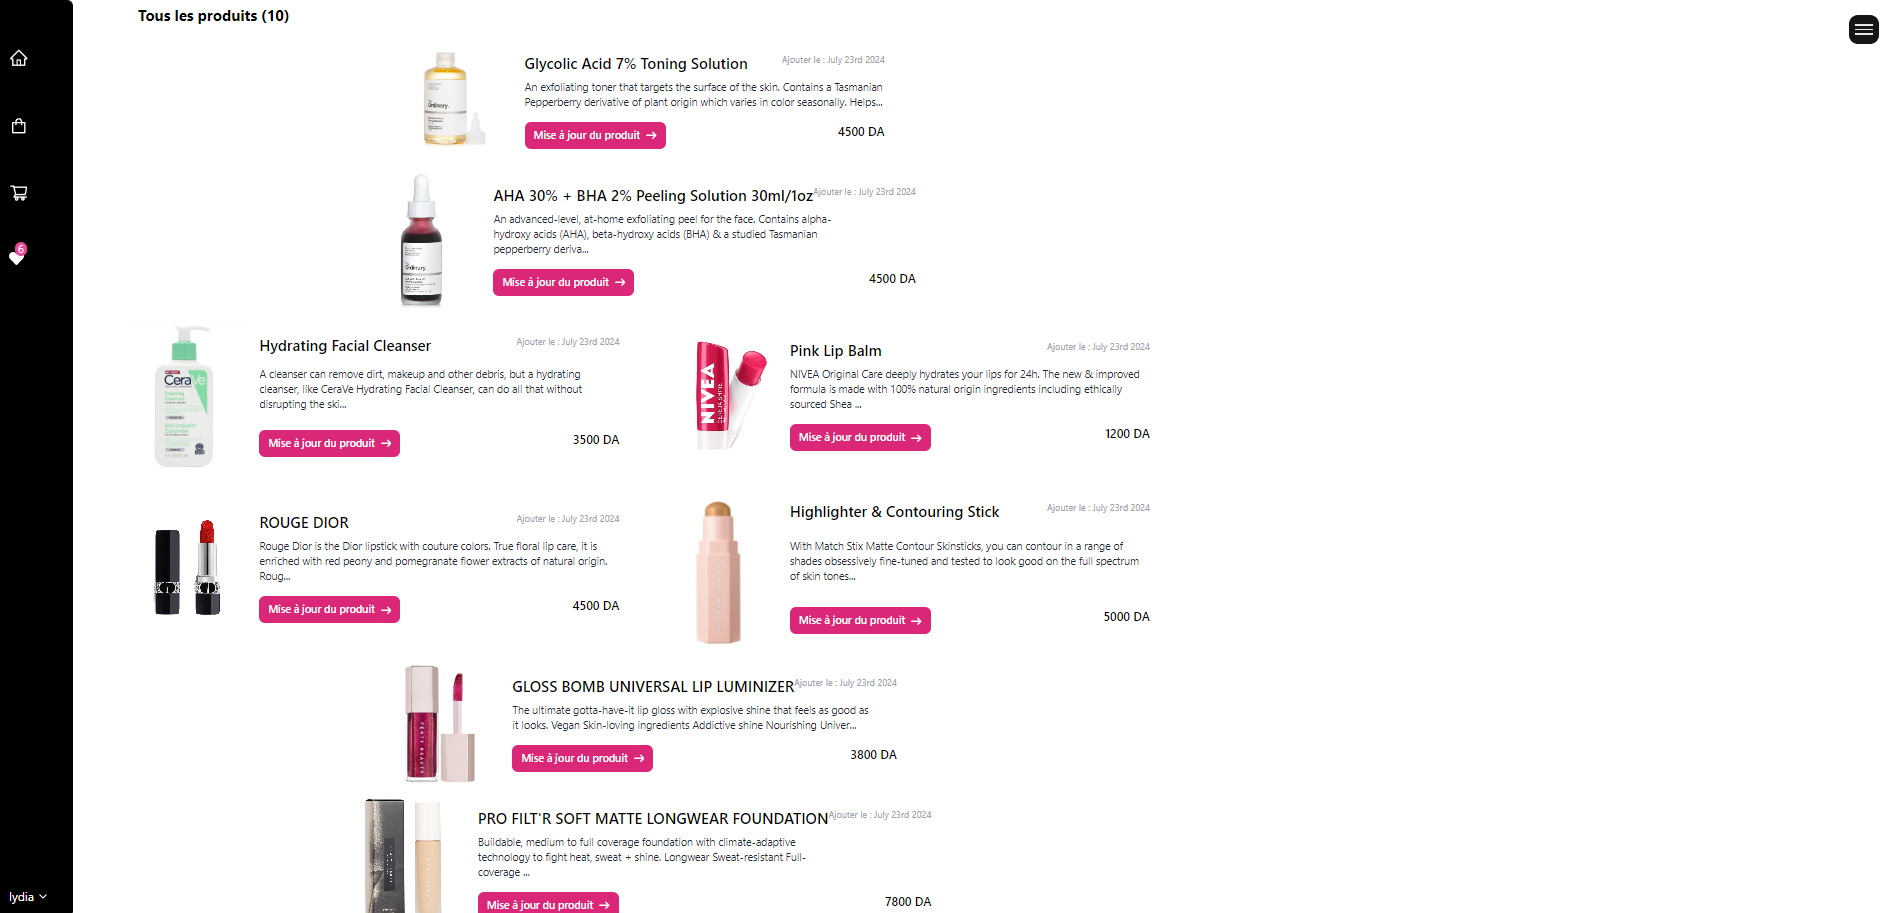 Tous les produits (10)
Glycolic Acid 7% Toning Solution
Ajouter le : July 23rd 2024
An exfoliating toner that targets the surface of the skin. Contains a Tasmanian
Pepperberry derivative of plant origin which varies in color seasonally. Helps...
Mise à jour du produit →
4500 DA
Ordinary.
AHA 30% + BHA 2% Peeling Solution 30ml/1oz
Ajouter le : July 23rd 2024
An advanced-level, at-home exfoliating peel for the face. Contains alpha-
hydroxy acids (AHA), beta-hydroxy acids (BHA) & a studied Tasmanian
pepperberry deriva...
Mise à jour du produit →
4500 DA
Ordinary.
6
Hydrating Facial Cleanser
Ajouter le : July 23rd 2024
A cleanser can remove dirt, makeup and other debris, but a hydrating
cleanser, like CeraVe Hydrating Facial Cleanser, can do all that without
disrupting the ski...
Mise à jour du produit →
3500 DA
CeraVe
Foaming
Cleanser
Gel Limpiador
Espumoso
Pink Lip Balm
Ajouter le : July 23rd 2024
NIVEA Original Care deeply hydrates your lips for 24h. The new & improved
formula is made with 100% natural origin ingredients including ethically
sourced Shea ...
Mise à jour du produit →
1200 DA
NIVEA
ROUGE DIOR
Ajouter le : July 23rd 2024
Rouge Dior is the Dior lipstick with couture colors. True floral lip care, it is
enriched with red peony and pomegranate flower extracts of natural origin.
Roug...
Mise à jour du produit →
4500 DA
Highlighter & Contouring Stick
Ajouter le : July 23rd 2024
With Match Stix Matte Contour Skinsticks, you can contour in a range of
shades obsessively fine-tuned and tested to look good on the full spectrum
of skin tones...
Mise à jour du produit →
5000 DA
GLOSS BOMB UNIVERSAL LIP LUMINIZER
Ajouter le : July 23rd 2024
The ultimate gotta-have-it lip gloss with explosive shine that feels as good as
it looks. Vegan Skin-loving ingredients Addictive shine Nourishing Univer...
Mise à jour du produit →
3800 DA
FENTY BEAUTY
PRO FILT'R SOFT MATTE LONGWEAR FOUNDATION
Ajouter le : July 23rd 2024
Buildable, medium to full coverage foundation with climate-adaptive
technology to fight heat, sweat + shine. Longwear Sweat-resistant Full-
coverage ...
Mise à jour du produit →
7800 DA
lydia